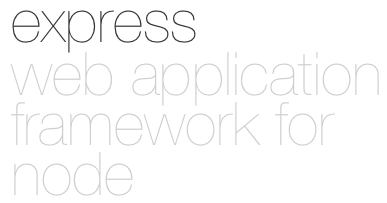 express
web application
framework for
node